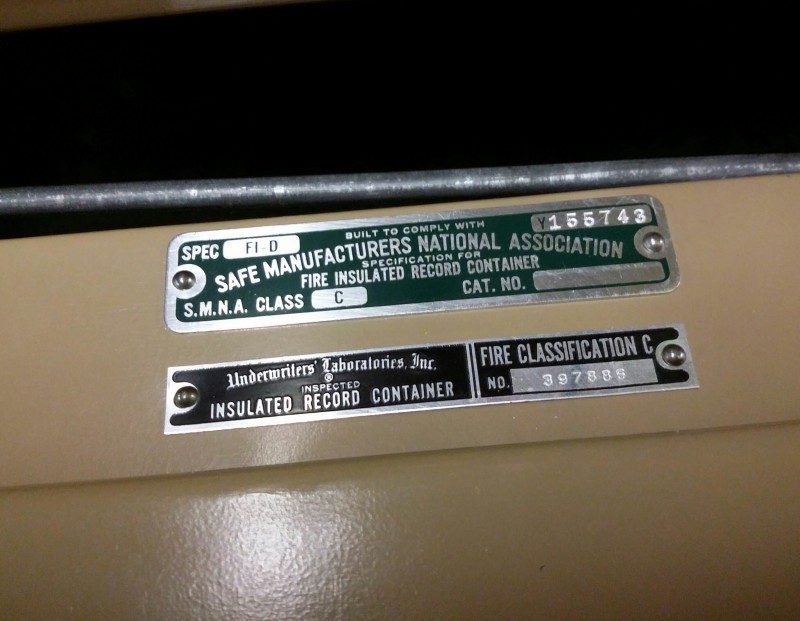 BUILT TO COMPLY WITH Y155743
SPEC FI-D
SAFE MANUFACTURERS NATIONAL ASSOCIATION
SPECIFICATION FOR
FIRE INSULATED RECORD CONTAINER
S.M.N.A. CLASS C CAT. NO.
Underwriters' Laboratories, Inc.
®
INSPECTED
INSULATED RECORD CONTAINER
FIRE CLASSIFICATION C
NO. 397885